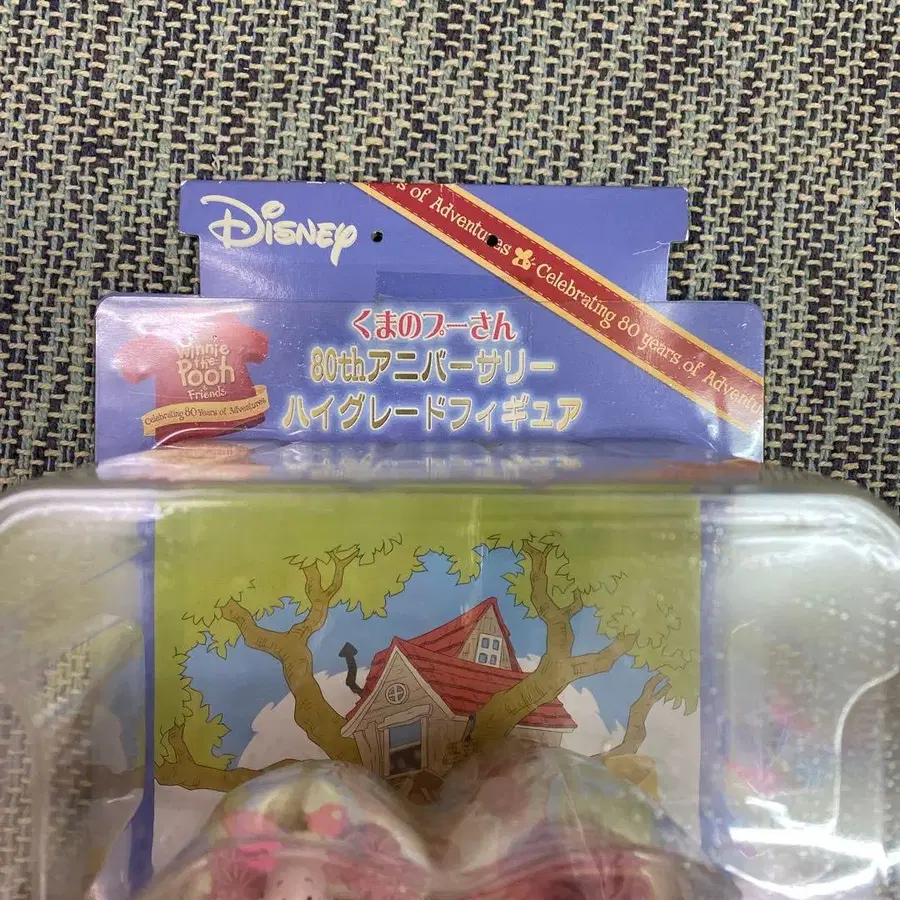 Disney
s of Adventures Celebrating 80 years of Adventu
くまのプーさん
80thアニバーサリー
ハイグレードフィギュア
Winnie
the
Pooh
& Friends
Celebrating 80 Years of Adventures